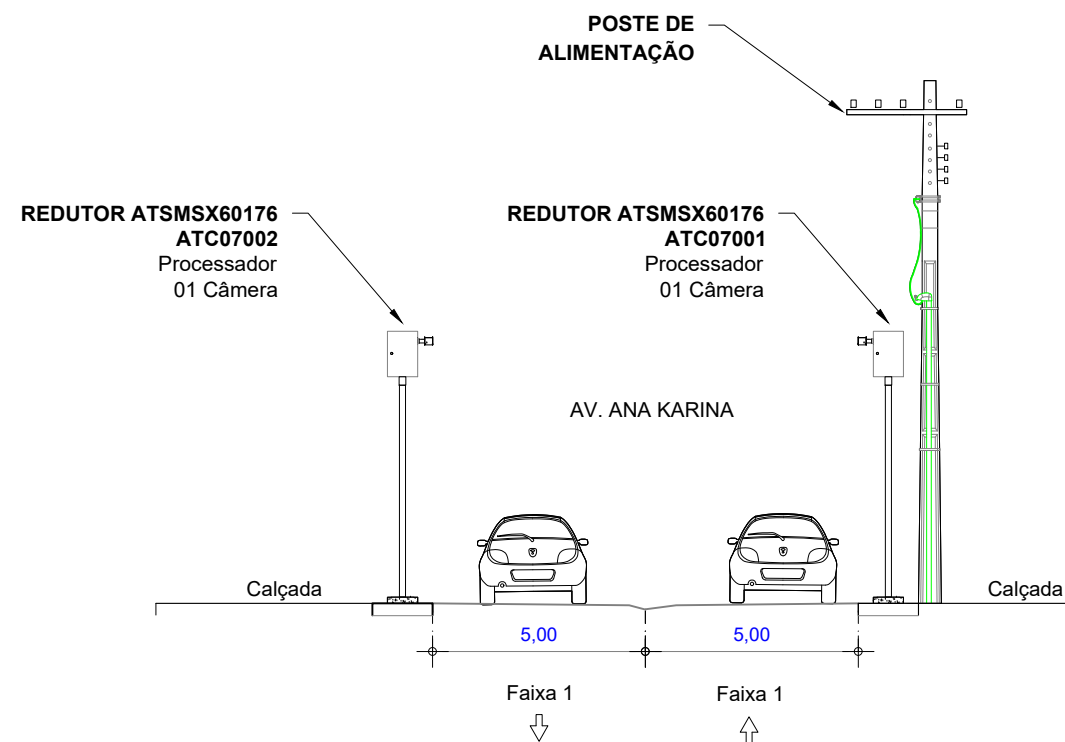 POSTE DE
ALIMENTAÇÃO
REDUTOR ATSMSX60176
ATC07002
Processador
01 Câmera
REDUTOR ATSMSX60176
ATC07001
Processador
01 Câmera
AV. ANA KARINA
Calçada
Calçada
5,00
5,00
Faixa 1
Faixa 1